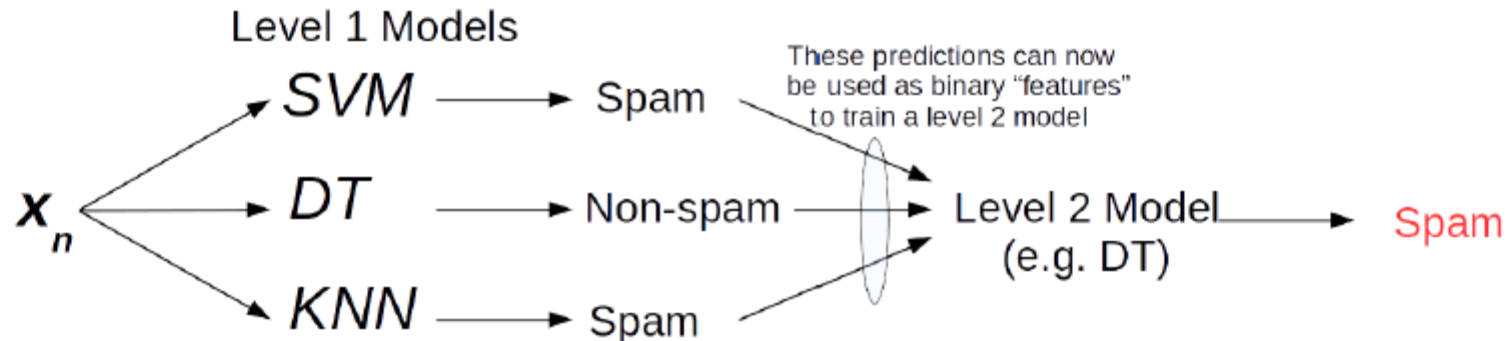 Level 1 Models
These predictions can now
be used as binary “features”
to train a level 2 model
SVM
Spam
x
n
DT
Non-spam
Level 2 Model
(e.g. DT)
Spam
KNN
Spam